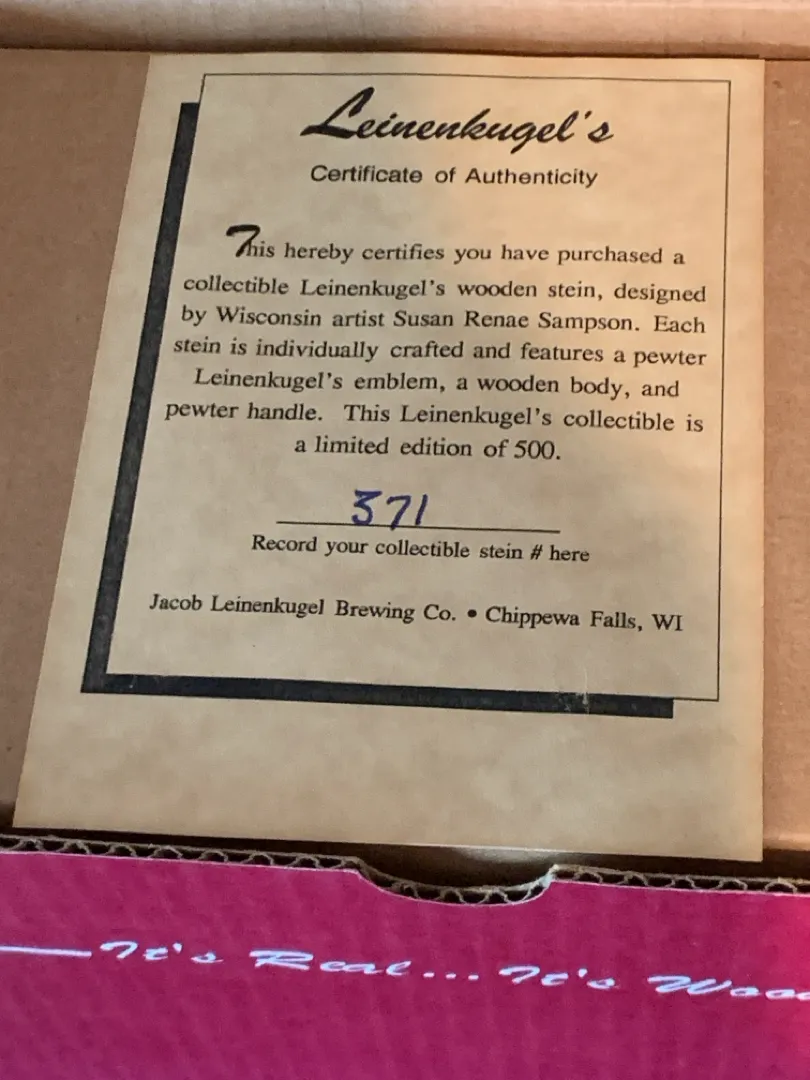 Leinenkugel's
Certificate of Authenticity
This hereby certifies you have purchased a
collectible Leinenkugel's wooden stein, designed
by Wisconsin artist Susan Renae Sampson. Each
stein is individually crafted and features a pewter
Leinenkugel's emblem, a wooden body, and
pewter handle. This Leinenkugel's collectible is
a limited edition of 500.
371
Record your collectible stein # here
Jacob Leinenkugel Brewing Co. • Chippewa Falls, WI
It's Real... It's Woo